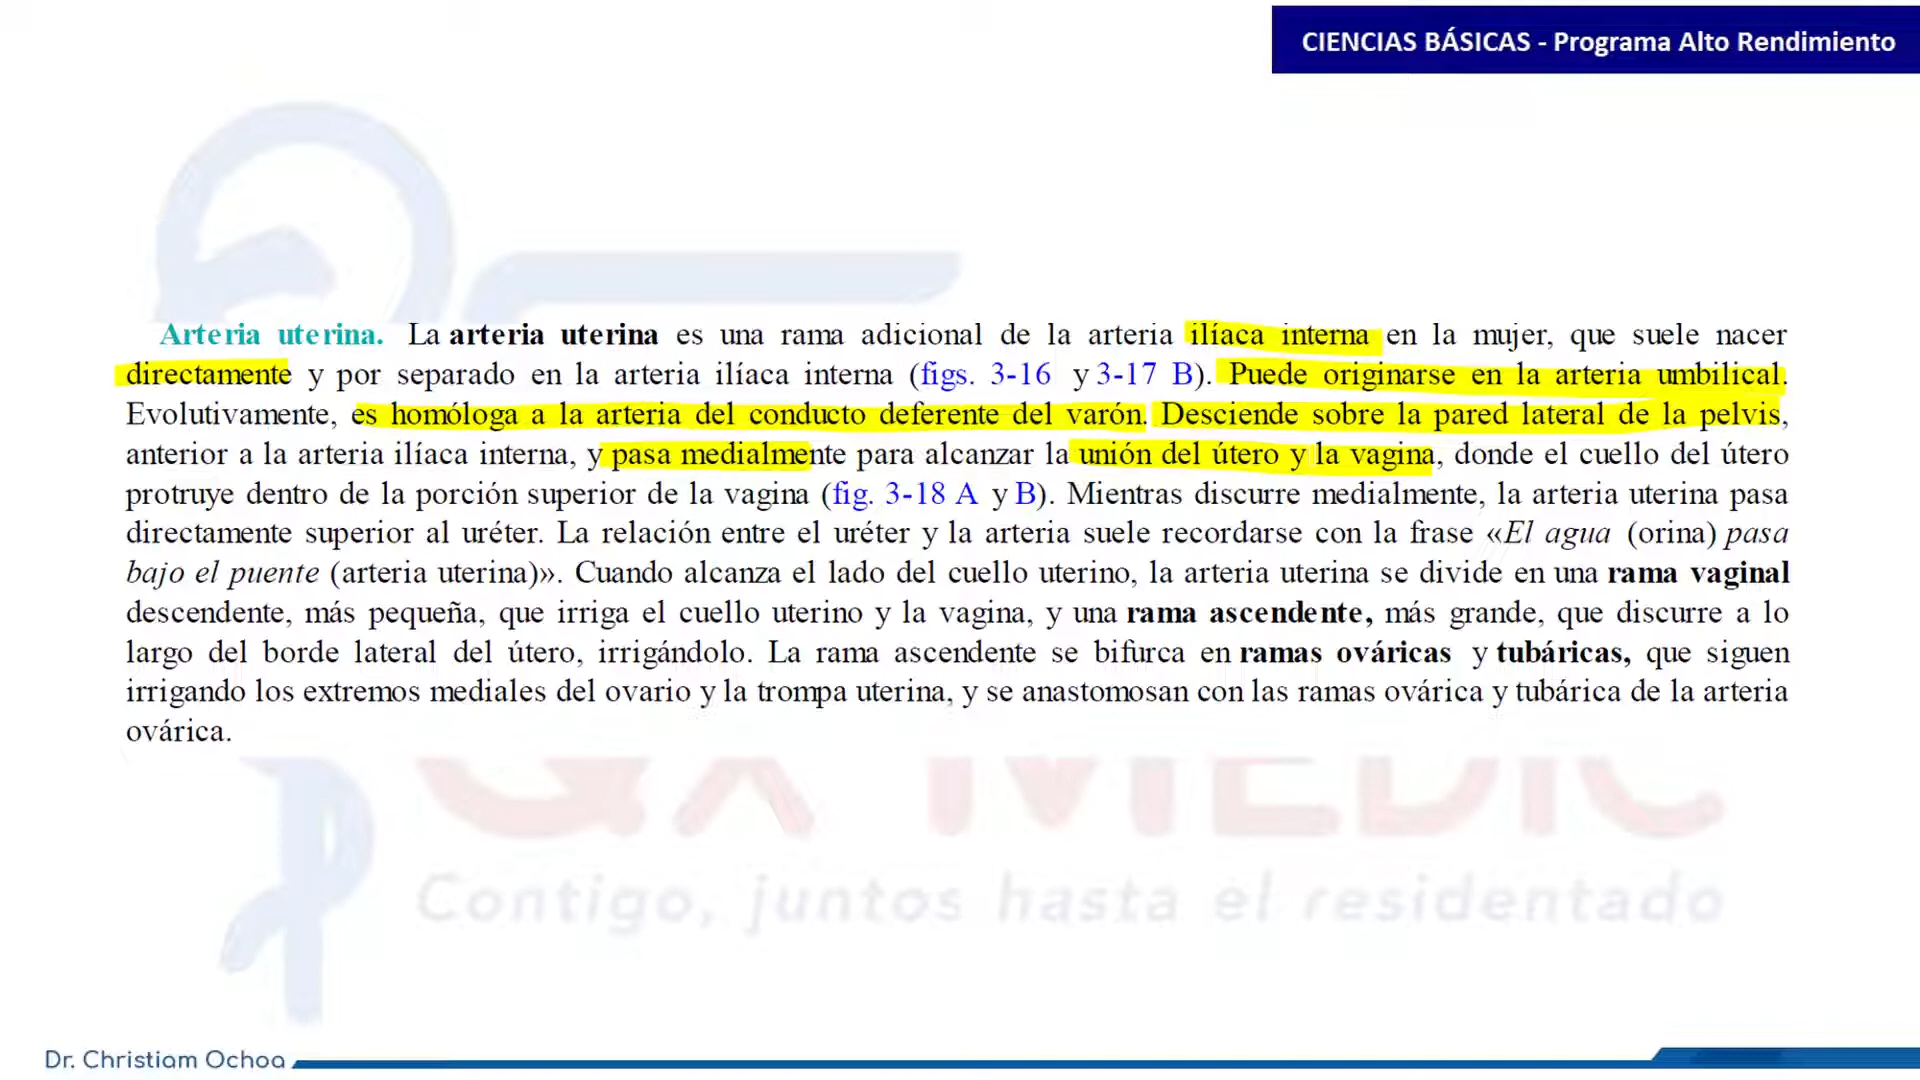 CIENCIAS BÁSICAS - Programa Alto Rendimiento
Arteria uterina. La arteria uterina es una rama adicional de la arteria ilíaca interna en la mujer, que suele nacer
directamente y por separado en la arteria ilíaca interna (figs. 3-16 y 3-17 B). Puede originarse en la arteria umbilical.
Evolutivamente, es homóloga a la arteria del conducto deferente del varón. Desciende sobre la pared lateral de la pelvis,
anterior a la arteria ilíaca interna, y pasa medialmente para alcanzar la unión del útero y la vagina, donde el cuello del útero
protruye dentro de la porción superior de la vagina (fig. 3-18 A y B). Mientras discurre medialmente, la arteria uterina pasa
directamente superior al uréter. La relación entre el uréter y la arteria suele recordarse con la frase «El agua (orina) pasa
bajo el puente (arteria uterina)». Cuando alcanza el lado del cuello uterino, la arteria uterina se divide en una rama vaginal
descendente, más pequeña, que irriga el cuello uterino y la vagina, y una rama ascendente, más grande, que discurre a lo
largo del borde lateral del útero, irrigándolo. La rama ascendente se bifurca en ramas ováricas y tubáricas, que siguen
irrigando los extremos mediales del ovario y la trompa uterina, y se anastomosan con las ramas ovárica y tubárica de la arteria
ovárica.
QX MEDIC
Contigo, juntos hasta el residentado
Dr. Christiam Ochoa